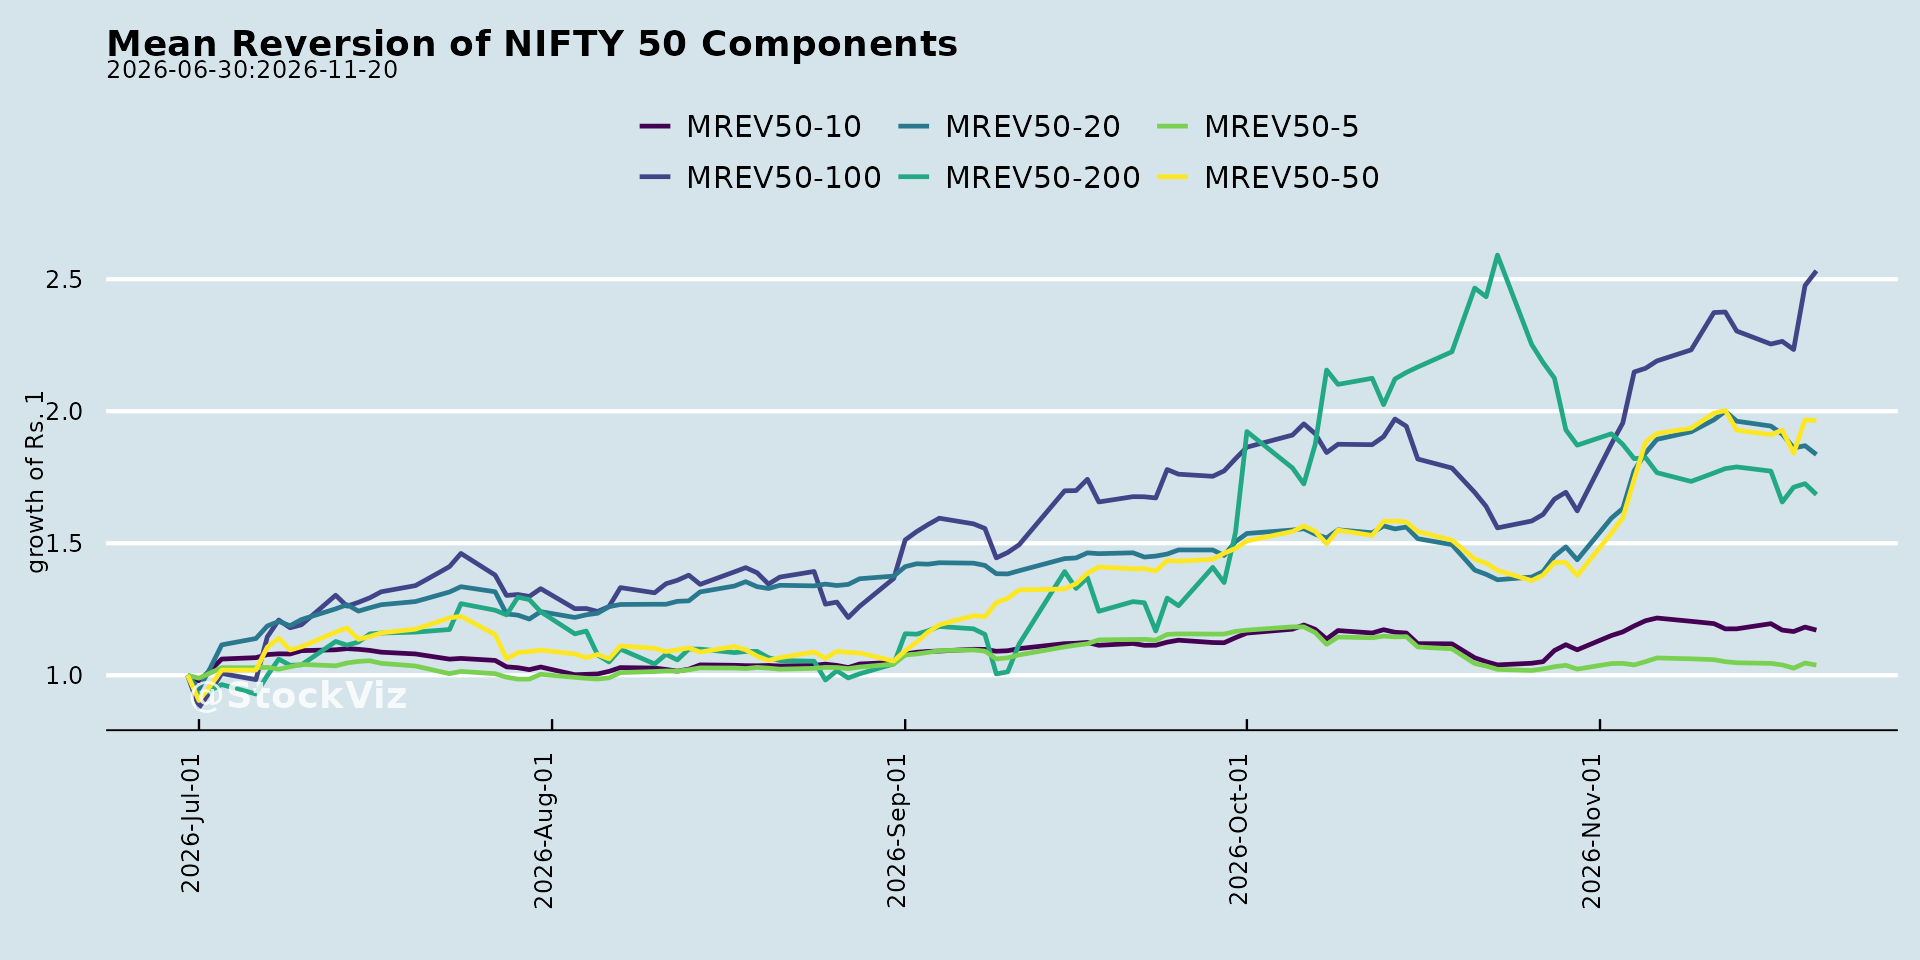 Mean Reversion of NIFTY 50 Components
2026-06-30:2026-11-20
MREV50-10 MREV50-20 MREV50-5
MREV50-100 MREV50-200 MREV50-50
growth of Rs. 1
2.5
2.0
1.5
1.0
@StockViz
2026-Jul-01
2026-Aug-01
2026-Sep-01
2026-Oct-01
2026-Nov-01